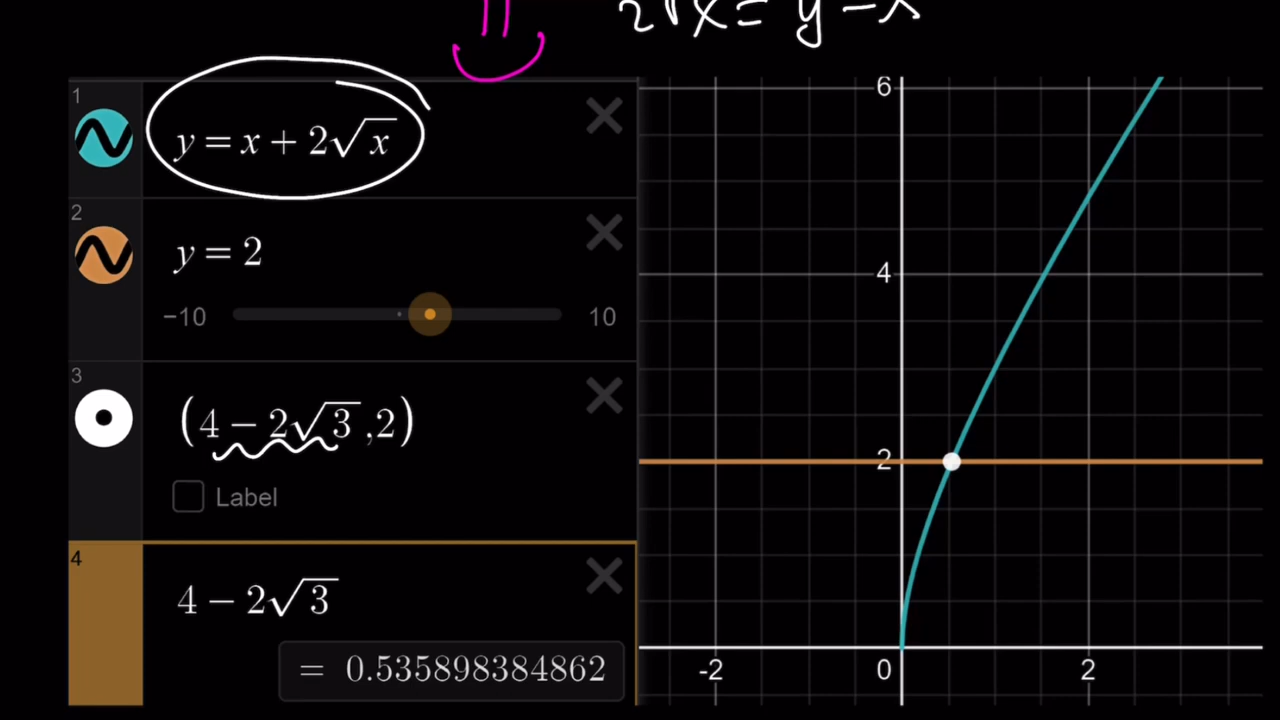 2√x = y − x
1
y = x + 2√x
2
y = 2
−10
10
3
(4 − 2√3 , 2)
Label
4
4 − 2√3
= 0.535898384862
6
4
2
-2
0
2